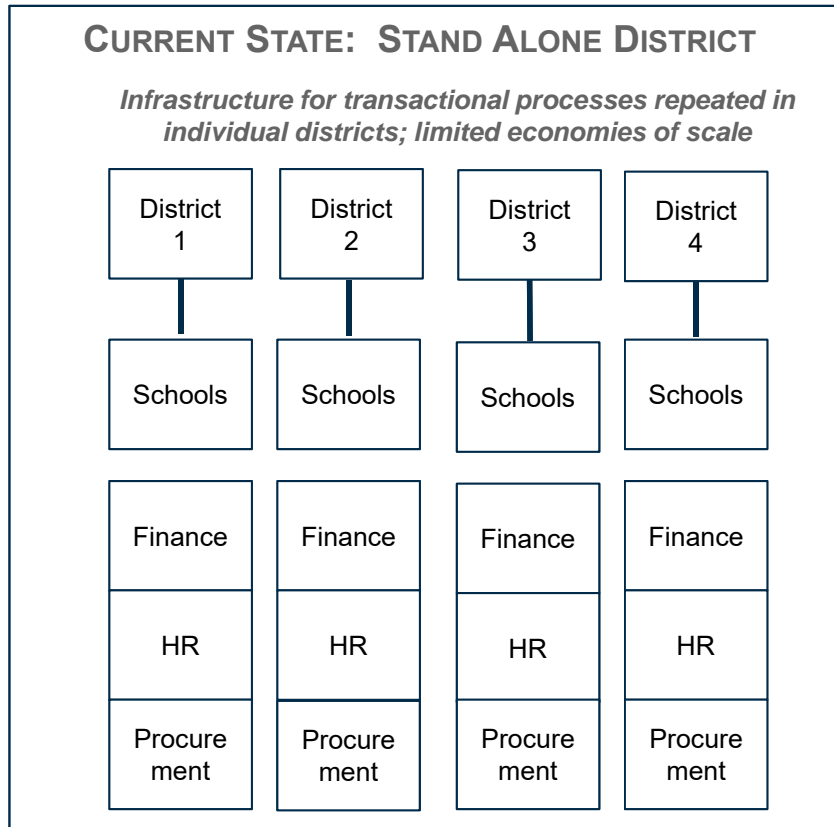 CURRENT STATE: STAND ALONE DISTRICT
Infrastructure for transactional processes repeated in
individual districts; limited economies of scale
District
1
District
2
District
3
District
4
Schools
Schools
Schools
Schools
Finance
Finance
Finance
Finance
HR
HR
HR
HR
Procure
ment
Procure
ment
Procure
ment
Procure
ment